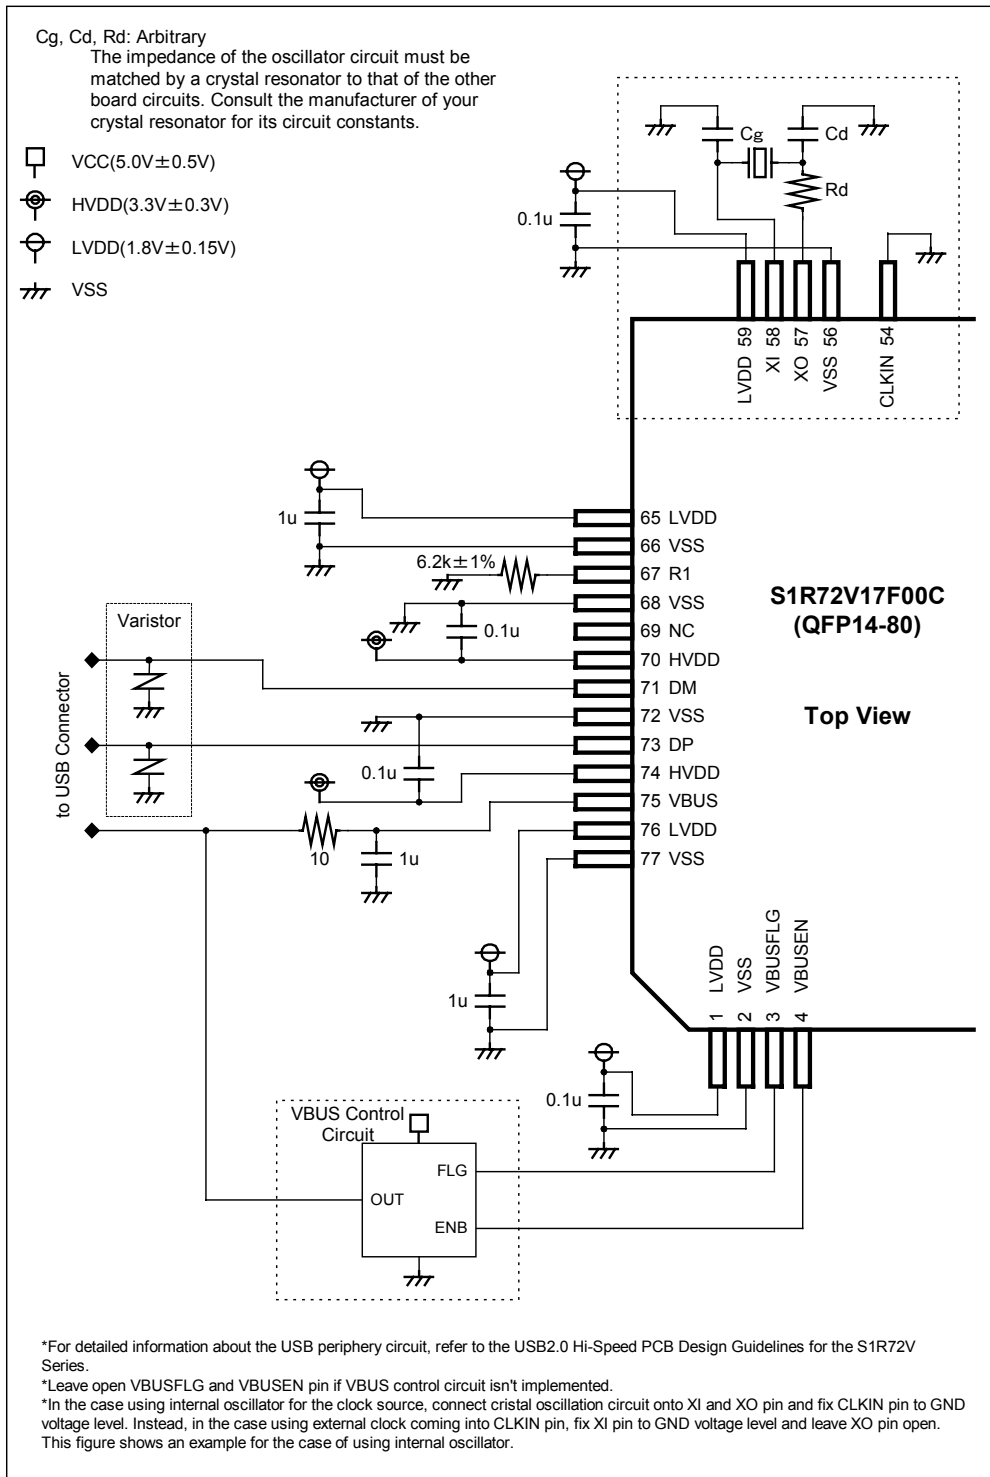 Cg, Cd, Rd: Arbitrary
The impedance of the oscillator circuit must be
matched by a crystal resonator to that of the other
board circuits. Consult the manufacturer of your
crystal resonator for its circuit constants.
VCC(5.0V±0.5V)
HVDD(3.3V±0.3V)
LVDD(1.8V±0.15V)
VSS
Cg
Cd
Rd
0.1u
LVDD 59
XI 58
XO 57
VSS 56
CLKIN 54
1u
65 LVDD
66 VSS
6.2k±1%
67 R1
68 VSS
0.1u
69 NC
70 HVDD
71 DM
72 VSS
73 DP
0.1u
74 HVDD
75 VBUS
76 LVDD
77 VSS
S1R72V17F00C
(QFP14-80)
Top View
Varistor
to USB Connector
10
1u
1u
1 LVDD
2 VSS
3 VBUSFLG
4 VBUSEN
0.1u
VBUS Control
Circuit
FLG
OUT
ENB
*For detailed information about the USB periphery circuit, refer to the USB2.0 Hi-Speed PCB Design Guidelines for the S1R72V
Series.
*Leave open VBUSFLG and VBUSEN pin if VBUS control circuit isn't implemented.
*In the case using internal oscillator for the clock source, connect cristal oscillation circuit onto XI and XO pin and fix CLKIN pin to GND
voltage level. Instead, in the case using external clock coming into CLKIN pin, fix XI pin to GND voltage level and leave XO pin open.
This figure shows an example for the case of using internal oscillator.